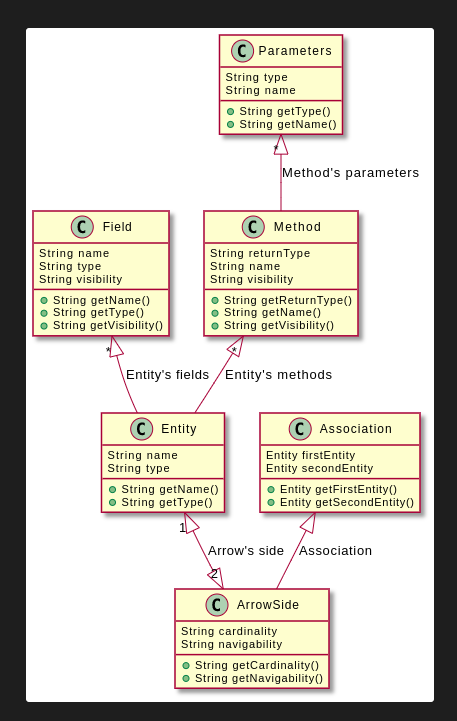 C Parameters
String type
String name
String getType()
String getName()
*
Method's parameters
C Field
String name
String type
String visibility
String getName()
String getType()
String getVisibility()
C Method
String returnType
String name
String visibility
String getReturnType()
String getName()
String getVisibility()
*
*
Entity's fields
Entity's methods
C Entity
String name
String type
String getName()
String getType()
C Association
Entity firstEntity
Entity secondEntity
Entity getFirstEntity()
Entity getSecondEntity()
1
Arrow's side
Association
2
C ArrowSide
String cardinality
String navigability
String getCardinality()
String getNavigability()